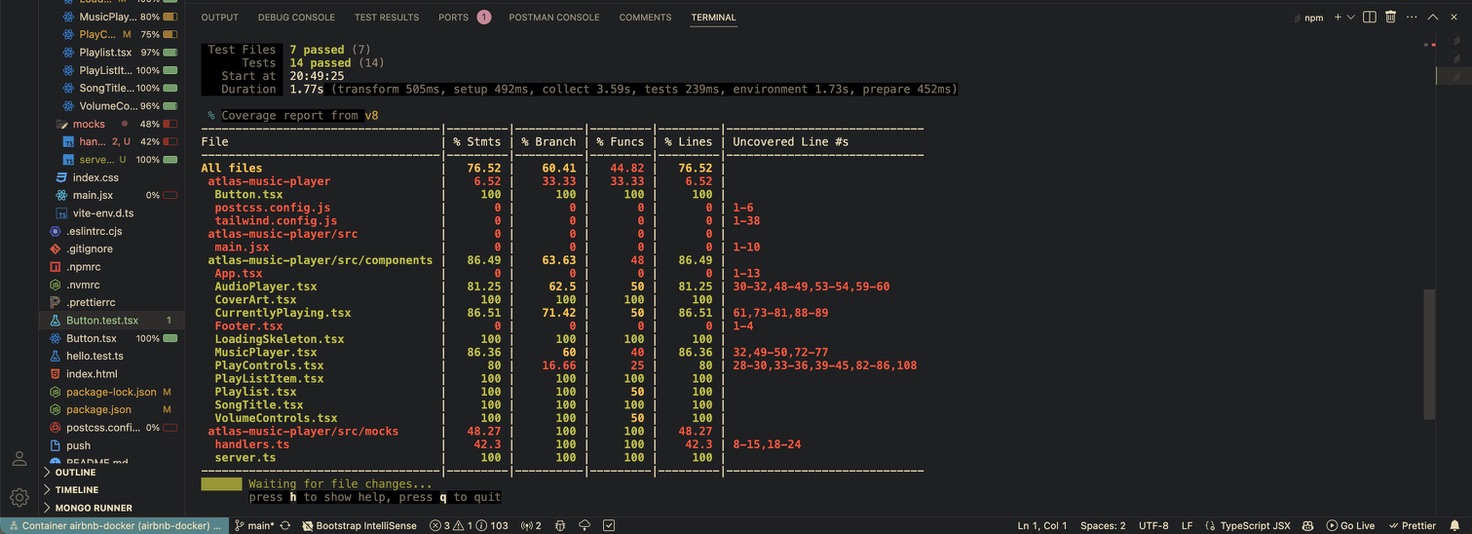 OUTPUT DEBUG CONSOLE TEST RESULTS PORTS 1 POSTMAN CONSOLE COMMENTS TERMINAL
npm
MusicPlay... 80%
PlayC... M 75%
Playlist.tsx 97%
PlayListIt... 100%
SongTitle... 100%
VolumeCo... 96%
mocks 48%
han... 2, U 42%
serve... U 100%
index.css
main.jsx 0%
vite-env.d.ts
.eslintrc.cjs
.gitignore
.npmrc
.nvmrc
.prettierrc
Button.test.tsx 1
Button.tsx 100%
hello.test.ts
index.html
package-lock.json M
package.json M
postcss.confi... 0%
push
README.md
OUTLINE
TIMELINE
MONGO RUNNER
Test Files 7 passed (7)
Tests 14 passed (14)
Start at 20:49:25
Duration 1.77s (transform 505ms, setup 492ms, collect 3.59s, tests 239ms, environment 1.73s, prepare 452ms)
% Coverage report from v8
File | % Stmts | % Branch | % Funcs | % Lines | Uncovered Line #s
All files | 76.52 | 60.41 | 44.82 | 76.52 |
atlas-music-player | 6.52 | 33.33 | 33.33 | 6.52 |
Button.tsx | 100 | 100 | 100 | 100 |
postcss.config.js | 0 | 0 | 0 | 0 | 1-6
tailwind.config.js | 0 | 0 | 0 | 0 | 1-38
atlas-music-player/src | 0 | 0 | 0 | 0 |
main.jsx | 0 | 0 | 0 | 0 | 1-10
atlas-music-player/src/components | 86.49 | 63.63 | 48 | 86.49 |
App.tsx | 0 | 0 | 0 | 0 | 1-13
AudioPlayer.tsx | 81.25 | 62.5 | 50 | 81.25 | 30-32,48-49,53-54,59-60
CoverArt.tsx | 100 | 100 | 100 | 100 |
CurrentlyPlaying.tsx | 86.51 | 71.42 | 50 | 86.51 | 61,73-81,88-89
Footer.tsx | 0 | 0 | 0 | 0 | 1-4
LoadingSkeleton.tsx | 100 | 100 | 100 | 100 |
MusicPlayer.tsx | 86.36 | 60 | 40 | 86.36 | 32,49-50,72-77
PlayControls.tsx | 80 | 16.66 | 25 | 80 | 28-30,33-36,39-45,82-86,108
PlayListItem.tsx | 100 | 100 | 100 | 100 |
Playlist.tsx | 100 | 100 | 50 | 100 |
SongTitle.tsx | 100 | 100 | 100 | 100 |
VolumeControls.tsx | 100 | 100 | 50 | 100 |
atlas-music-player/src/mocks | 48.27 | 100 | 100 | 48.27 |
handlers.ts | 42.3 | 100 | 100 | 42.3 | 8-15,18-24
server.ts | 100 | 100 | 100 | 100 |
Waiting for file changes...
press h to show help, press q to quit
Container airbnb-docker (airbnb-docker) ... main* Bootstrap IntelliSense 3 1 103 2 Ln 1, Col 1 Spaces: 2 UTF-8 LF TypeScript JSX Go Live Prettier